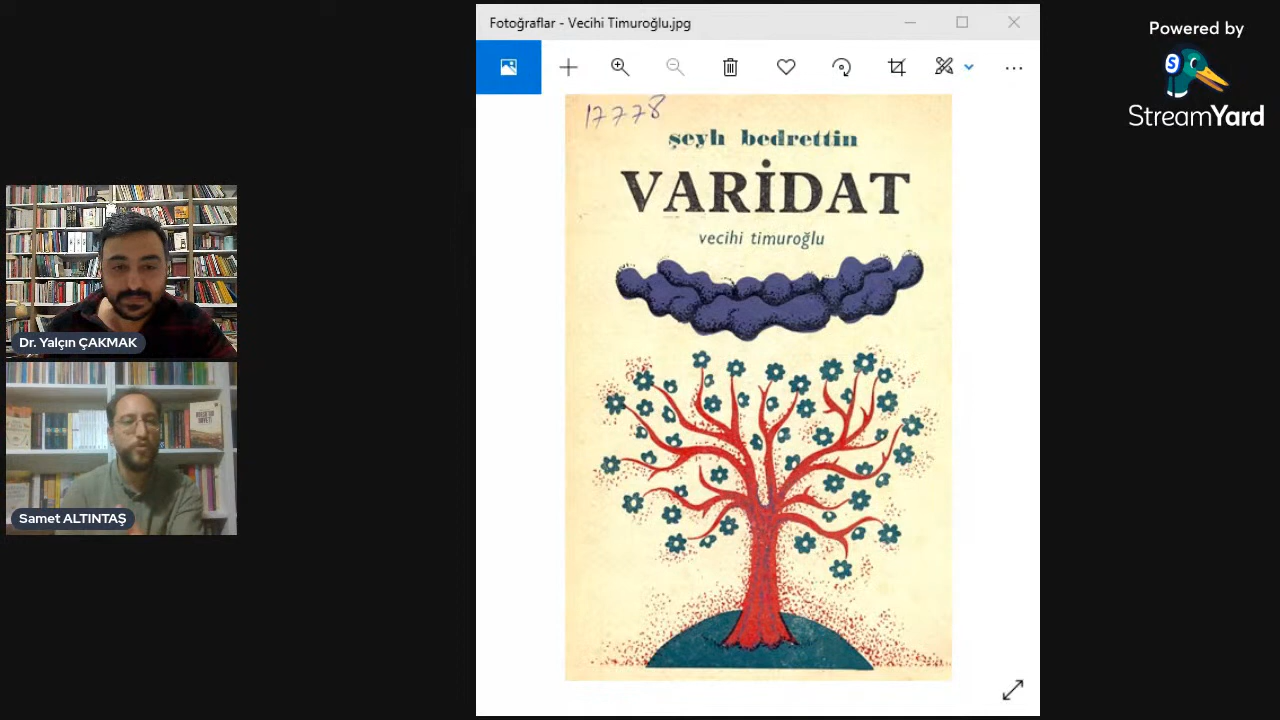 Fotoğraflar - Vecihi Timuroğlu.jpg
Powered by
StreamYard
17778
şeyh bedrettin
VARİDAT
vecihi timuroğlu
Dr. Yalçın ÇAKMAK
Samet ALTINTAŞ